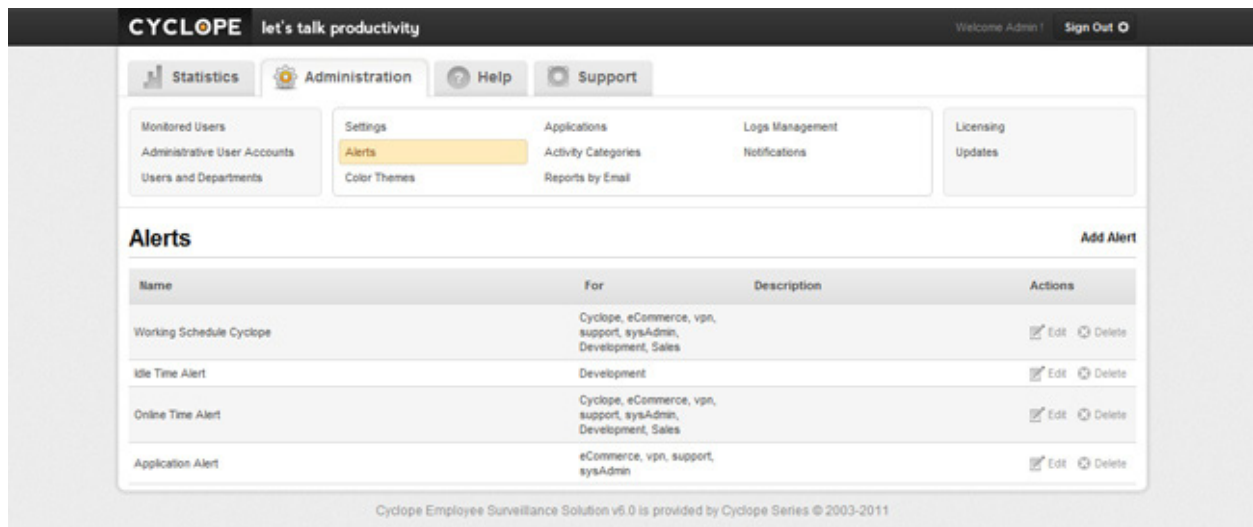 CYCLOPE let's talk productivity Welcome Admin ! Sign Out
Statistics Administration Help Support
Monitored Users Settings Applications Logs Management Licensing
Administrative User Accounts Alerts Activity Categories Notifications Updates
Users and Departments Color Themes Reports by Email
Alerts Add Alert
Name For Description Actions
Working Schedule Cyclope Cyclope, eCommerce, vpn, Edit Delete
support, sysAdmin,
Development, Sales
Idle Time Alert Development Edit Delete
Online Time Alert Cyclope, eCommerce, vpn, Edit Delete
support, sysAdmin,
Development, Sales
Application Alert eCommerce, vpn, support, Edit Delete
sysAdmin
Cyclope Employee Surveillance Solution v6.0 is provided by Cyclope Series © 2003-2011